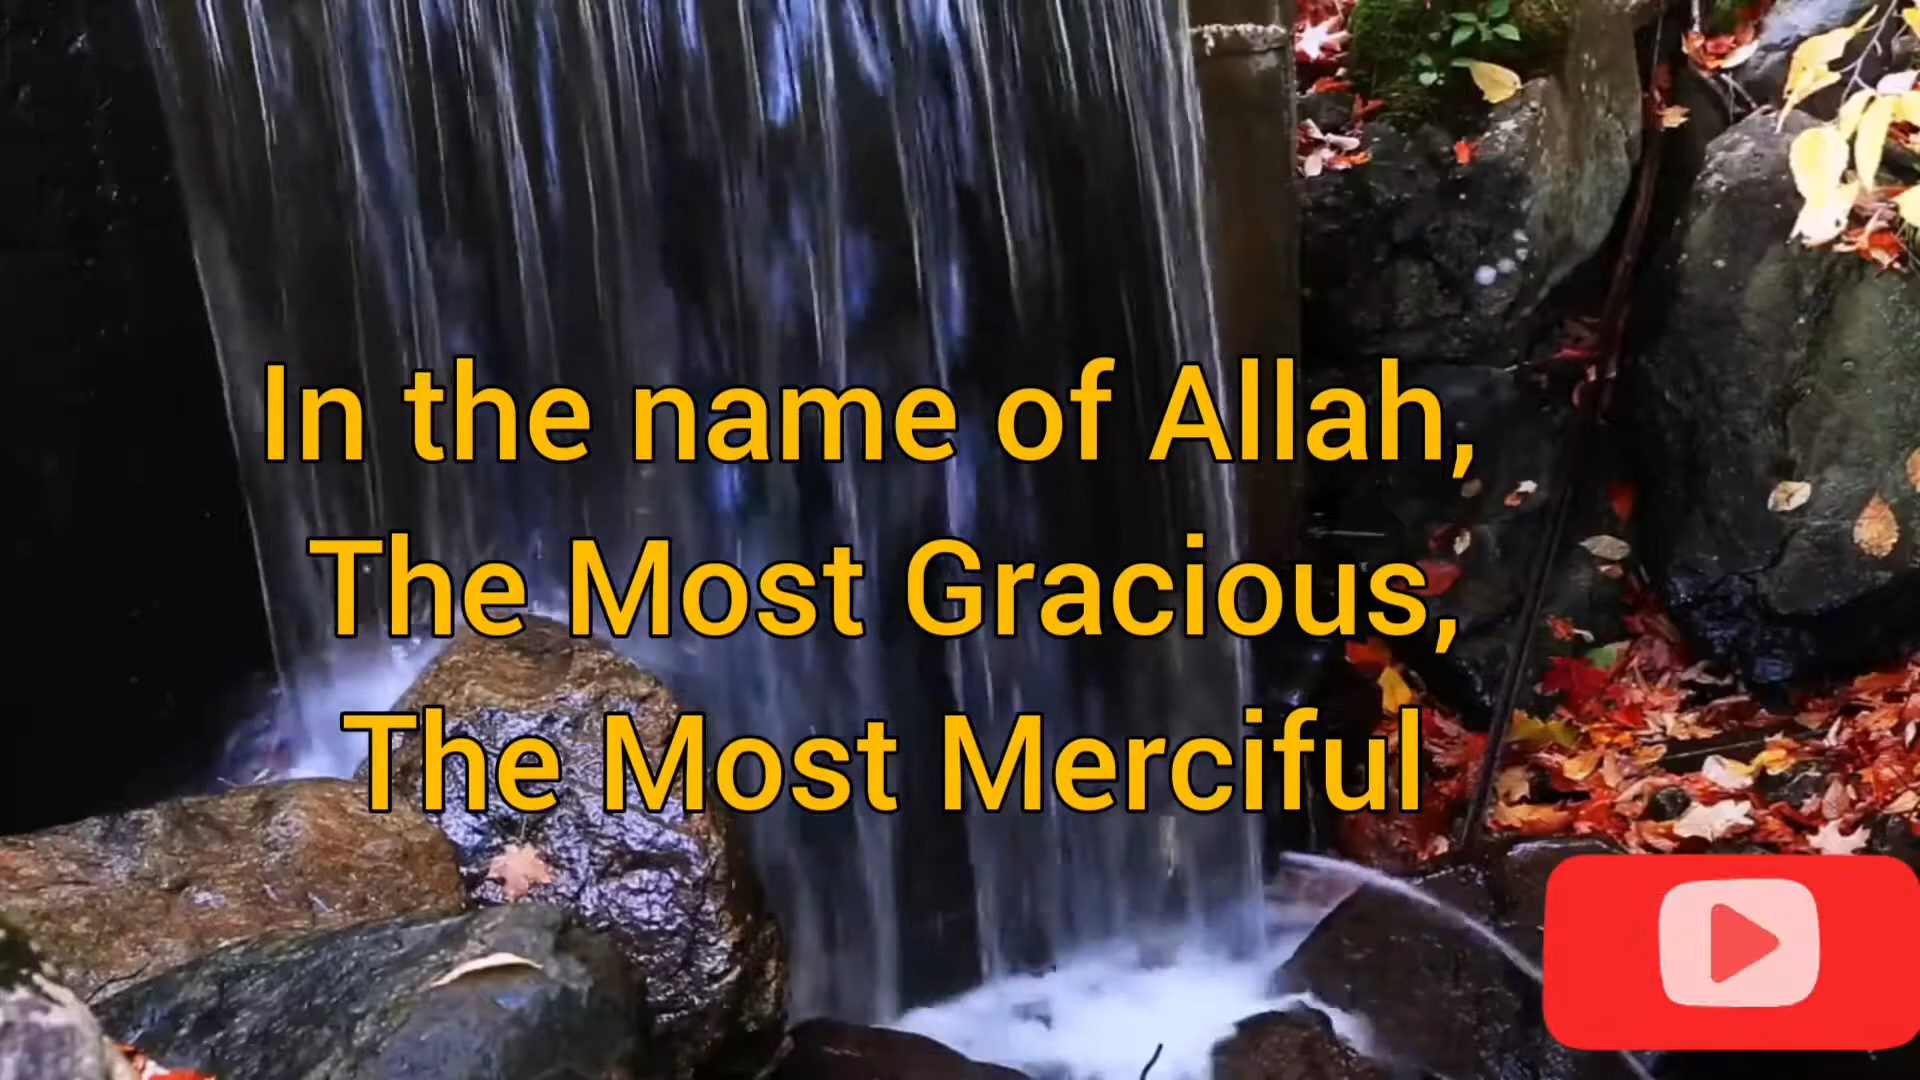 In the name of Allah,
The Most Gracious,
The Most Merciful